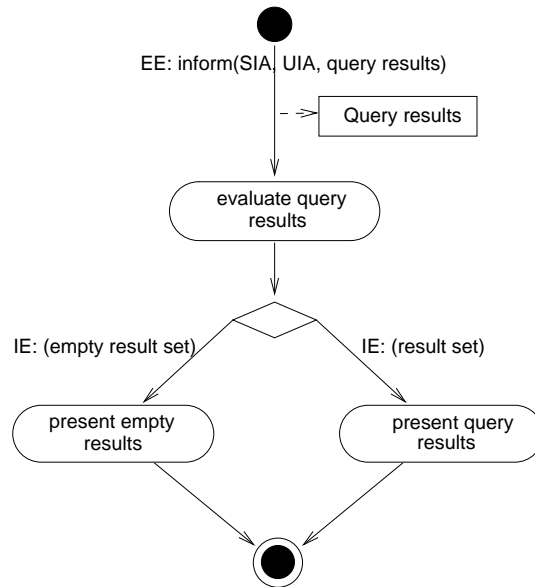 EE: inform(SIA, UIA, query results)
Query results
evaluate query
results
IE: (empty result set)
IE: (result set)
present empty
results
present query
results